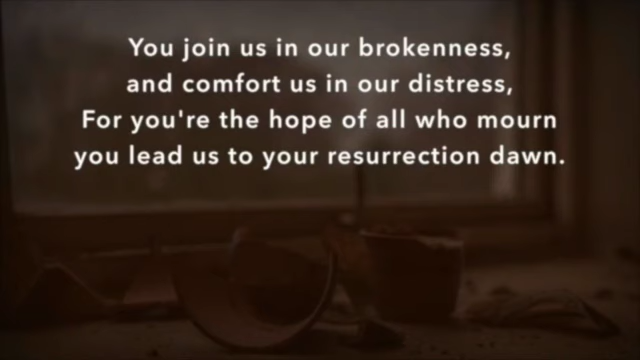 You join us in our brokenness,
and comfort us in our distress,
For you're the hope of all who mourn
you lead us to your resurrection dawn.